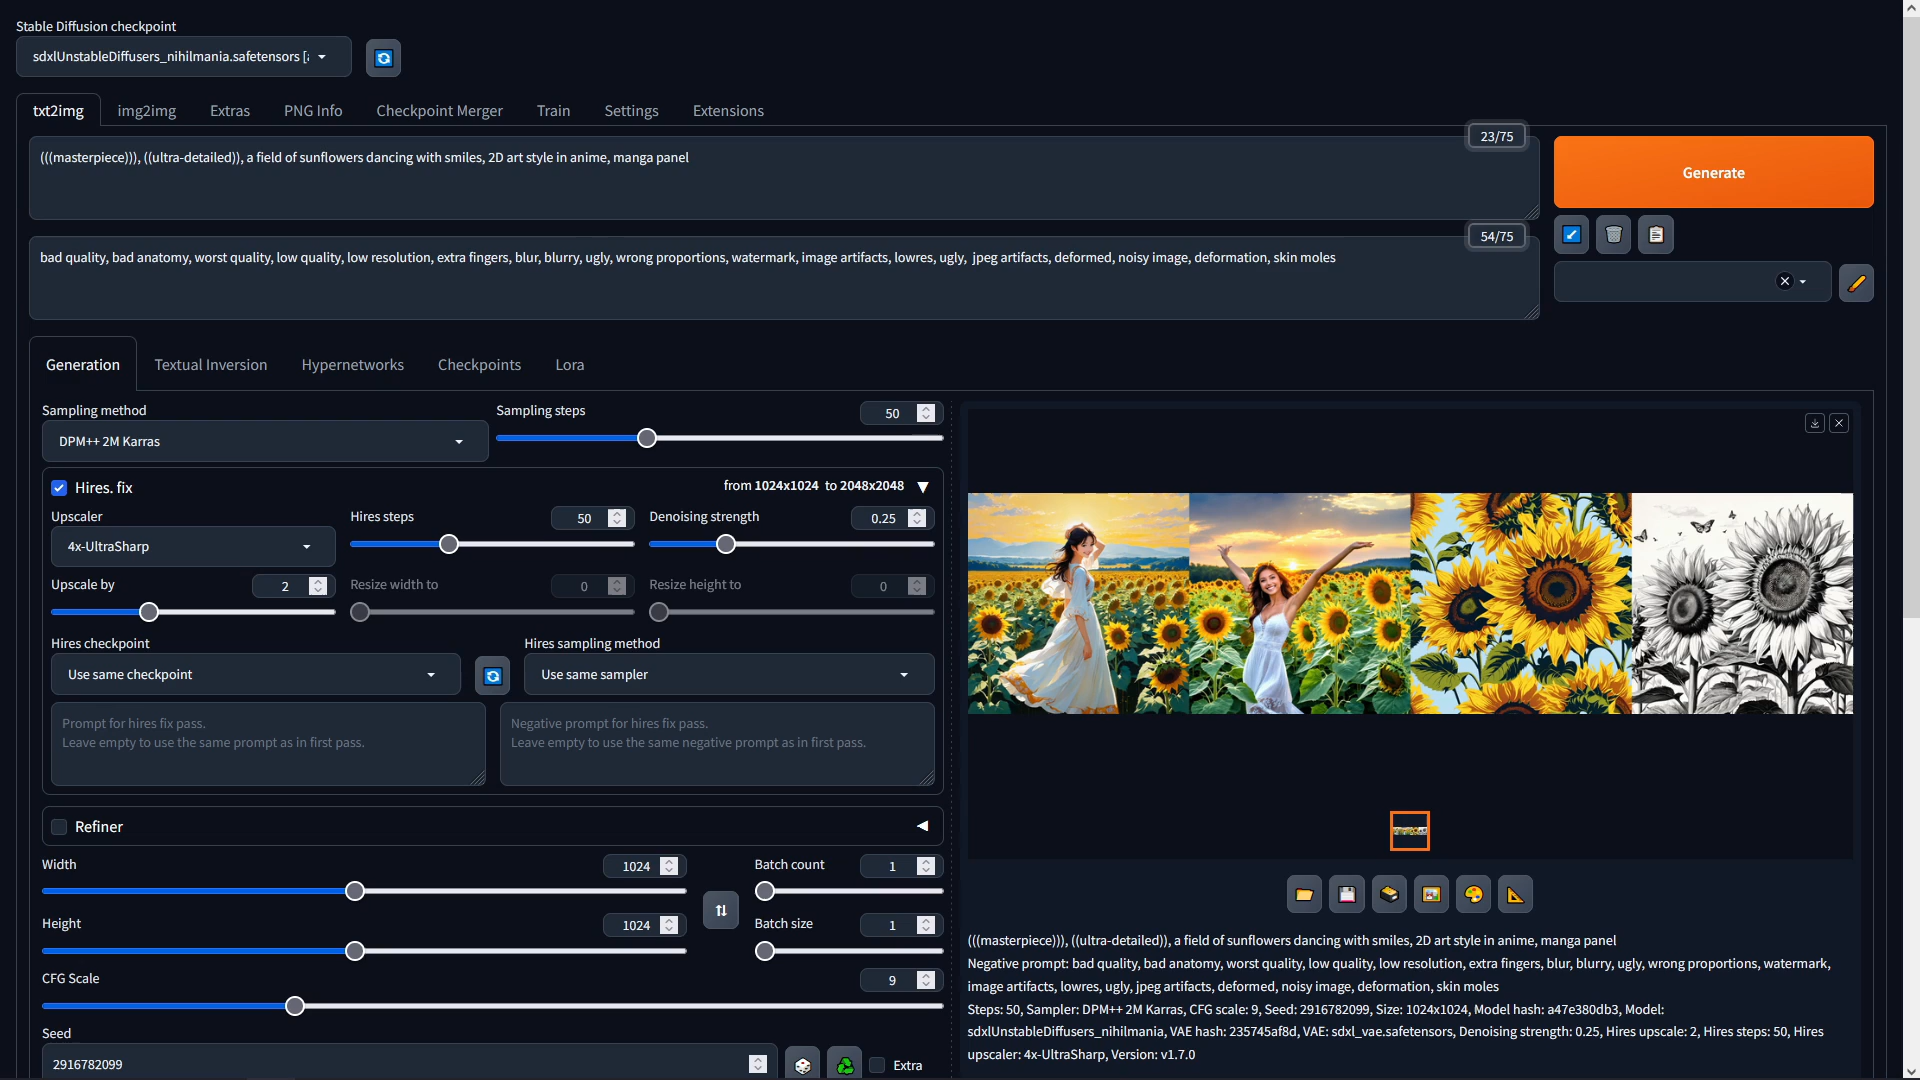 Stable Diffusion checkpoint
sdxlUnstableDiffusers_nihilmania.safetensors [
txt2img img2img Extras PNG Info Checkpoint Merger Train Settings Extensions
23/75
(((masterpiece))), ((ultra-detailed)), a field of sunflowers dancing with smiles, 2D art style in anime, manga panel
Generate
54/75
bad quality, bad anatomy, worst quality, low quality, low resolution, extra fingers, blur, blurry, ugly, wrong proportions, watermark, image artifacts, lowres, ugly, jpeg artifacts, deformed, noisy image, deformation, skin moles
Generation Textual Inversion Hypernetworks Checkpoints Lora
Sampling method
DPM++ 2M Karras
Sampling steps
50
Hires. fix
from 1024x1024 to 2048x2048
Upscaler
4x-UltraSharp
Hires steps
50
Denoising strength
0.25
Upscale by
2
Resize width to
0
Resize height to
0
Hires checkpoint
Use same checkpoint
Hires sampling method
Use same sampler
Prompt for hires fix pass.
Leave empty to use the same prompt as in first pass.
Negative prompt for hires fix pass.
Leave empty to use the same negative prompt as in first pass.
Refiner
Width
1024
Batch count
1
Height
1024
Batch size
1
CFG Scale
9
Seed
2916782099
Extra
(((masterpiece))), ((ultra-detailed)), a field of sunflowers dancing with smiles, 2D art style in anime, manga panel
Negative prompt: bad quality, bad anatomy, worst quality, low quality, low resolution, extra fingers, blur, blurry, ugly, wrong proportions, watermark,
image artifacts, lowres, ugly, jpeg artifacts, deformed, noisy image, deformation, skin moles
Steps: 50, Sampler: DPM++ 2M Karras, CFG scale: 9, Seed: 2916782099, Size: 1024x1024, Model hash: a47e380db3, Model:
sdxlUnstableDiffusers_nihilmania, VAE hash: 235745af8d, VAE: sdxl_vae.safetensors, Denoising strength: 0.25, Hires upscale: 2, Hires steps: 50, Hires
upscaler: 4x-UltraSharp, Version: v1.7.0